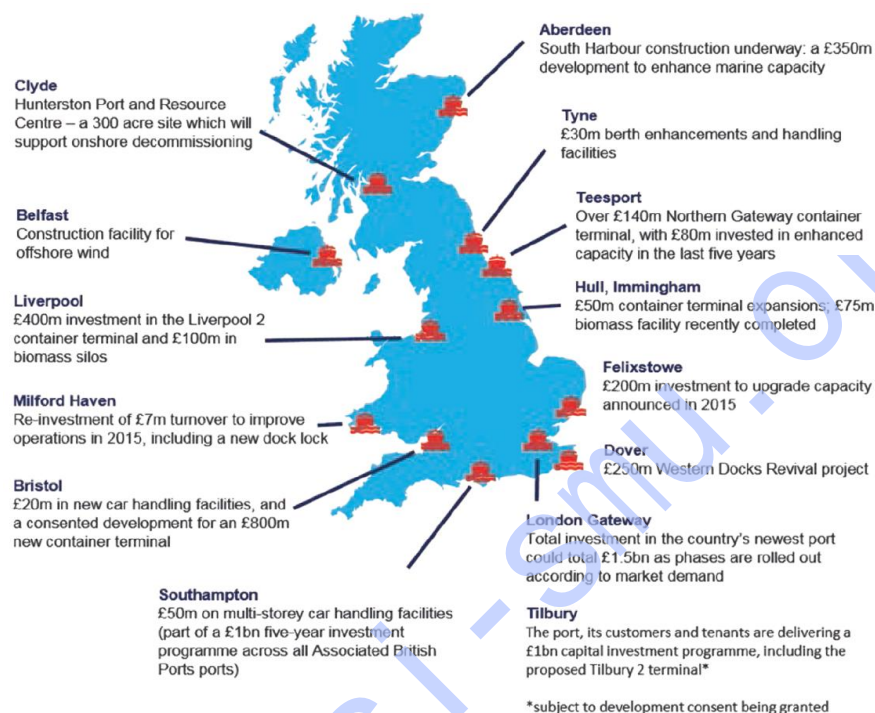 Aberdeen
South Harbour construction underway: a £350m
development to enhance marine capacity
Clyde
Hunterston Port and Resource
Centre – a 300 acre site which will
support onshore decommissioning
Tyne
£30m berth enhancements and handling
facilities
Teesport
Over £140m Northern Gateway container
terminal, with £80m invested in enhanced
capacity in the last five years
Belfast
Construction facility for
offshore wind
Hull, Immingham
£50m container terminal expansions; £75m
biomass facility recently completed
Liverpool
£400m investment in the Liverpool 2
container terminal and £100m in
biomass silos
Felixstowe
£200m investment to upgrade capacity
announced in 2015
Milford Haven
Re-investment of £7m turnover to improve
operations in 2015, including a new dock lock
Dover
£250m Western Docks Revival project
Bristol
£20m in new car handling facilities, and
a consented development for an £800m
new container terminal
London Gateway
Total investment in the country's newest port
could total £1.5bn as phases are rolled out
according to market demand
Southampton
£50m on multi-storey car handling facilities
(part of a £1bn five-year investment
programme across all Associated British
Ports ports)
Tilbury
The port, its customers and tenants are delivering a
£1bn capital investment programme, including the
proposed Tilbury 2 terminal*
*subject to development consent being granted